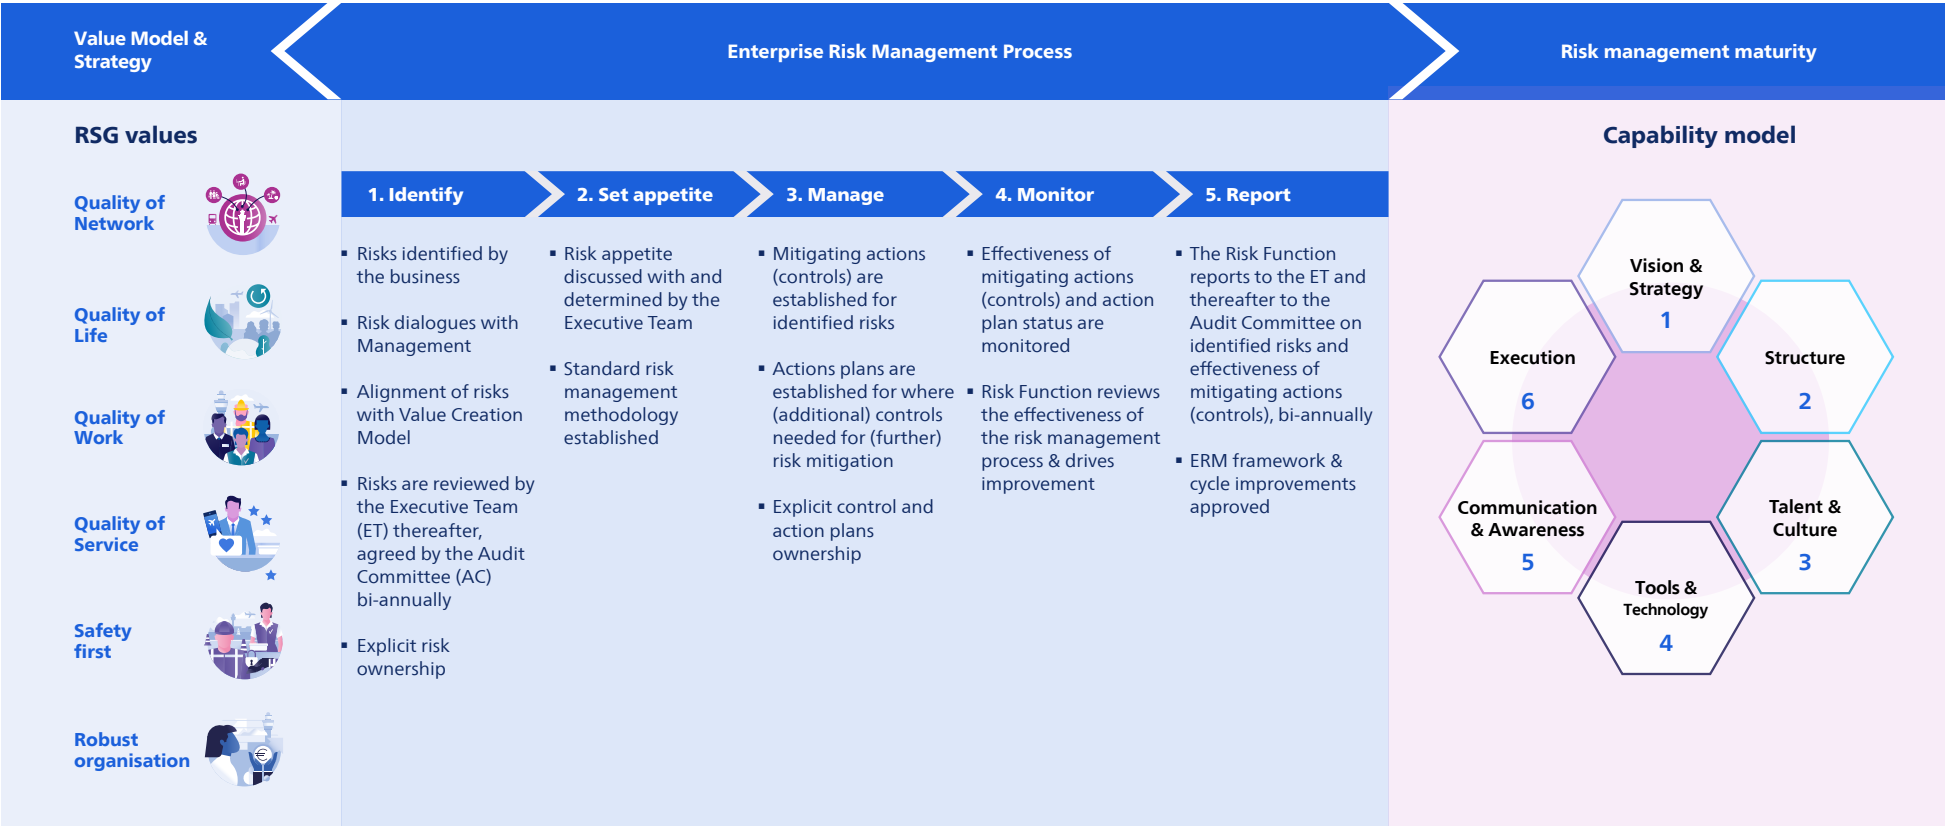 Value Model &
Strategy
Enterprise Risk Management Process
Risk management maturity
RSG values
Quality of
Network
Quality of
Life
Quality of
Work
Quality of
Service
Safety
first
Robust
organisation
€
1. Identify
▪ Risks identified by
the business
▪ Risk dialogues with
Management
▪ Alignment of risks
with Value Creation
Model
▪ Risks are reviewed by
the Executive Team
(ET) thereafter,
agreed by the Audit
Committee (AC)
bi-annually
▪ Explicit risk
ownership
2. Set appetite
▪ Risk appetite
discussed with and
determined by the
Executive Team
▪ Standard risk
management
methodology
established
3. Manage
▪ Mitigating actions
(controls) are
established for
identified risks
▪ Actions plans are
established for where
(additional) controls
needed for (further)
risk mitigation
▪ Explicit control and
action plans
ownership
4. Monitor
▪ Effectiveness of
mitigating actions
(controls) and action
plan status are
monitored
▪ Risk Function reviews
the effectiveness of
the risk management
process & drives
improvement
5. Report
▪ The Risk Function
reports to the ET and
thereafter to the
Audit Committee on
identified risks and
effectiveness of
mitigating actions
(controls), bi-annually
▪ ERM framework &
cycle improvements
approved
Capability model
Vision &
Strategy
1
Structure
2
Talent &
Culture
3
Tools &
Technology
4
Communication
& Awareness
5
Execution
6